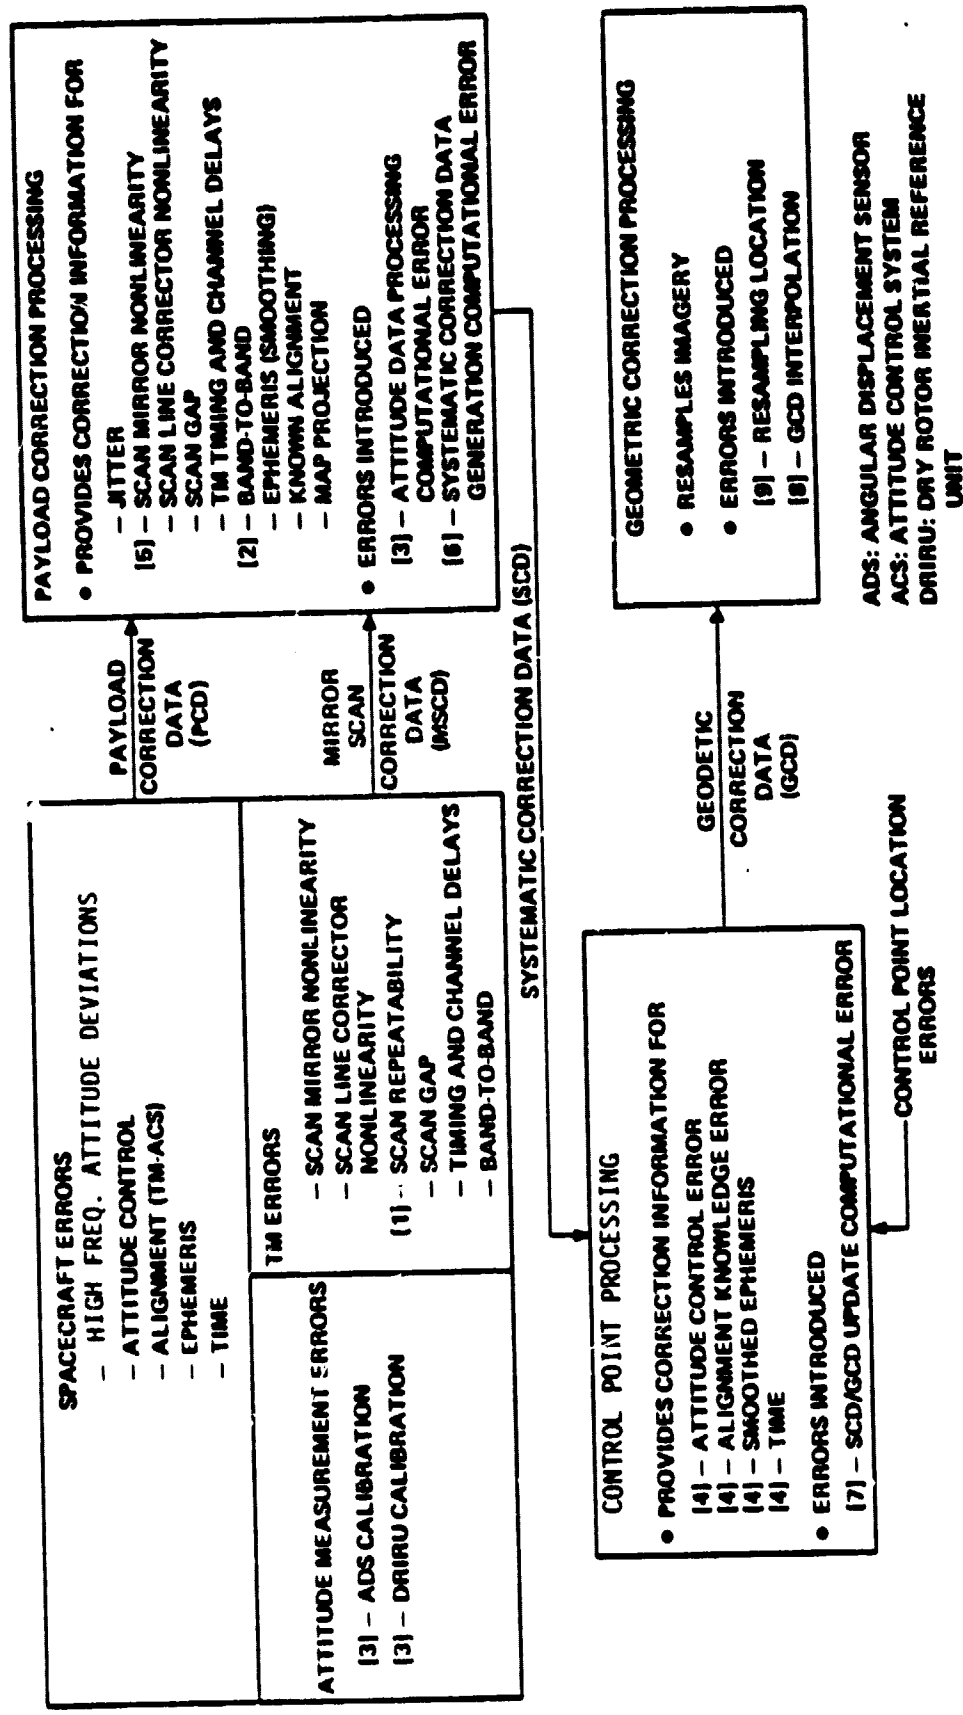 SPACECRAFT ERRORS
– HIGH FREQ. ATTITUDE DEVIATIONS
– ATTITUDE CONTROL
– ALIGNMENT (TM-ACS)
– EPHEMERIS
– TIME
ATTITUDE MEASUREMENT ERRORS
[3] – ADS CALIBRATION
[3] – DRIRU CALIBRATION
TM ERRORS
– SCAN MIRROR NONLINEARITY
– SCAN LINE CORRECTOR
NONLINEARITY
[1] – SCAN REPEATABILITY
– SCAN GAP
– TIMING AND CHANNEL DELAYS
– BAND-TO-BAND
PAYLOAD
CORRECTION
DATA
(PCD)
MIRROR
SCAN
CORRECTION
DATA
(MSCD)
PAYLOAD CORRECTION PROCESSING
● PROVIDES CORRECTION INFORMATION FOR
– JITTER
[5] – SCAN MIRROR NONLINEARITY
– SCAN LINE CORRECTOR NONLINEARITY
– SCAN GAP
– TM TIMING AND CHANNEL DELAYS
[2] – BAND-TO-BAND
– EPHEMERIS (SMOOTHING)
– KNOWN ALIGNMENT
– MAP PROJECTION
● ERRORS INTRODUCED
[3] – ATTITUDE DATA PROCESSING
COMPUTATIONAL ERROR
[6] – SYSTEMATIC CORRECTION DATA
GENERATION COMPUTATIONAL ERROR
SYSTEMATIC CORRECTION DATA (SCD)
CONTROL POINT PROCESSING
● PROVIDES CORRECTION INFORMATION FOR
[4] – ATTITUDE CONTROL ERROR
[4] – ALIGNMENT KNOWLEDGE ERROR
[4] – SMOOTHED EPHEMERIS
[4] – TIME
● ERRORS INTRODUCED
[7] – SCD/GCD UPDATE COMPUTATIONAL ERROR
CONTROL POINT LOCATION
ERRORS
GEODETIC
CORRECTION
DATA
(GCD)
GEOMETRIC CORRECTION PROCESSING
● RESAMPLES IMAGERY
● ERRORS INTRODUCED
[9] – RESAMPLING LOCATION
[8] – GCD INTERPOLATION
ADS: ANGULAR DISPLACEMENT SENSOR
ACS: ATTITUDE CONTROL SYSTEM
DRIRU: DRY ROTOR INERTIAL REFERENCE
UNIT